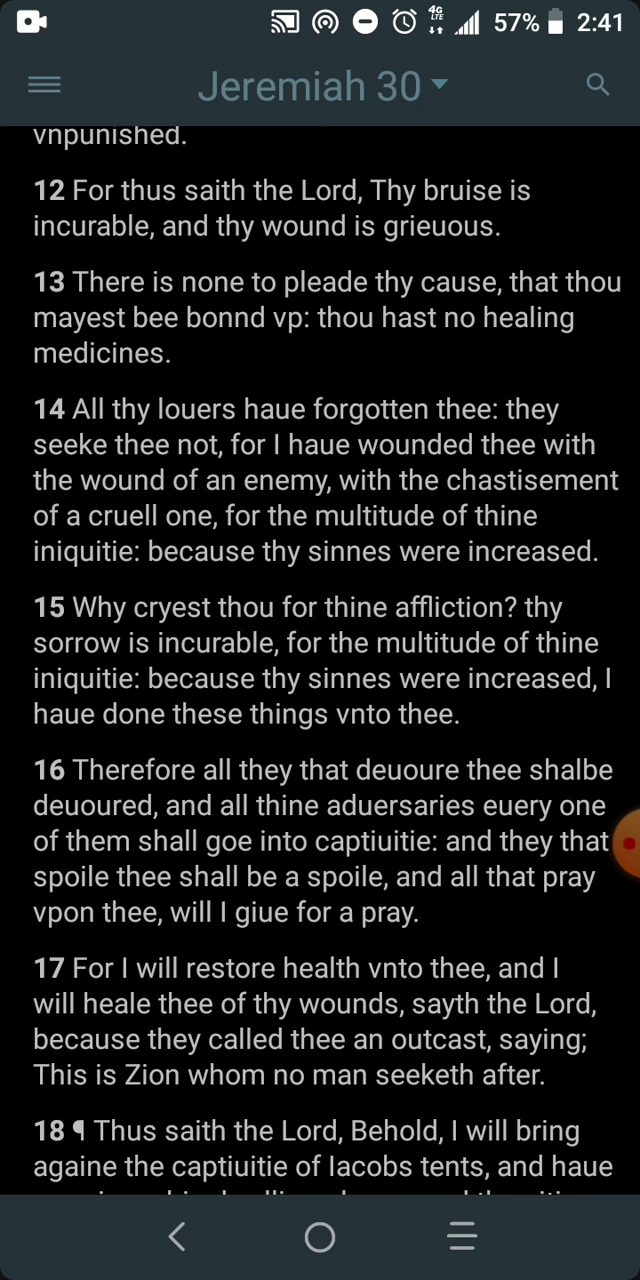 4G
LTE
57%
2:41
Jeremiah 30
vnpunished.
12 For thus saith the Lord, Thy bruise is
incurable, and thy wound is grieuous.
13 There is none to pleade thy cause, that thou
mayest bee bonnd vp: thou hast no healing
medicines.
14 All thy louers haue forgotten thee: they
seeke thee not, for I haue wounded thee with
the wound of an enemy, with the chastisement
of a cruell one, for the multitude of thine
iniquitie: because thy sinnes were increased.
15 Why cryest thou for thine affliction? thy
sorrow is incurable, for the multitude of thine
iniquitie: because thy sinnes were increased, I
haue done these things vnto thee.
16 Therefore all they that deuoure thee shalbe
deuoured, and all thine aduersaries euery one
of them shall goe into captiuitie: and they that
spoile thee shall be a spoile, and all that pray
vpon thee, will I giue for a pray.
17 For I will restore health vnto thee, and I
will heale thee of thy wounds, sayth the Lord,
because they called thee an outcast, saying;
This is Zion whom no man seeketh after.
18 ¶ Thus saith the Lord, Behold, I will bring
againe the captiuitie of Iacobs tents, and haue